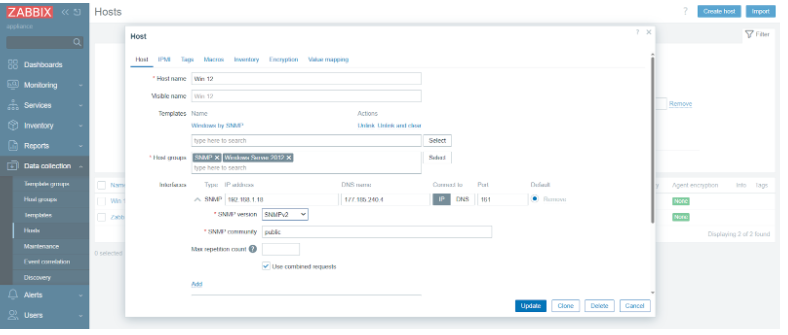 ZABBIX
appliance
Dashboards
Monitoring
Services
Inventory
Reports
Data collection
Template groups
Host groups
Templates
Hosts
Maintenance
Event correlation
Discovery
Alerts
Users
Hosts
? Create host Import
Filter
Remove
Name
Agent encryption Info Tags
Win
None
Zabb
None
Displaying 2 of 2 found
0 selected
Host
? ×
Host IPMI Tags Macros Inventory Encryption Value mapping
* Host name Win 12
Visible name Win 12
Templates Name Actions
Windows by SNMP Unlink Unlink and clear
type here to search Select
* Host groups SNMP × Windows Server 2012 × Select
type here to search
Interfaces Type IP address DNS name Connect to Port Default
SNMP 192.168.1.18 177.185.240.4 IP DNS 161 Remove
* SNMP version SNMPv2
* SNMP community public
Max repetition count ?
Use combined requests
Add
Update Clone Delete Cancel